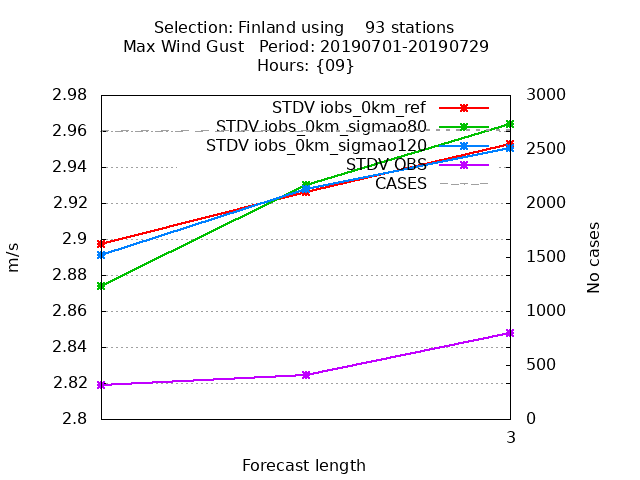 Selection: Finland using 93 stations
Max Wind Gust Period: 20190701-20190729
Hours: {09}
2.98
2.96
2.94
2.92
2.9
2.88
2.86
2.84
2.82
2.8
m/s
STDV iobs_0km_ref
STDV iobs_0km_sigmao80
STDV iobs_0km_sigmao120
STDV OBS
CASES
3000
2500
2000
1500
1000
500
0
No cases
3
Forecast length